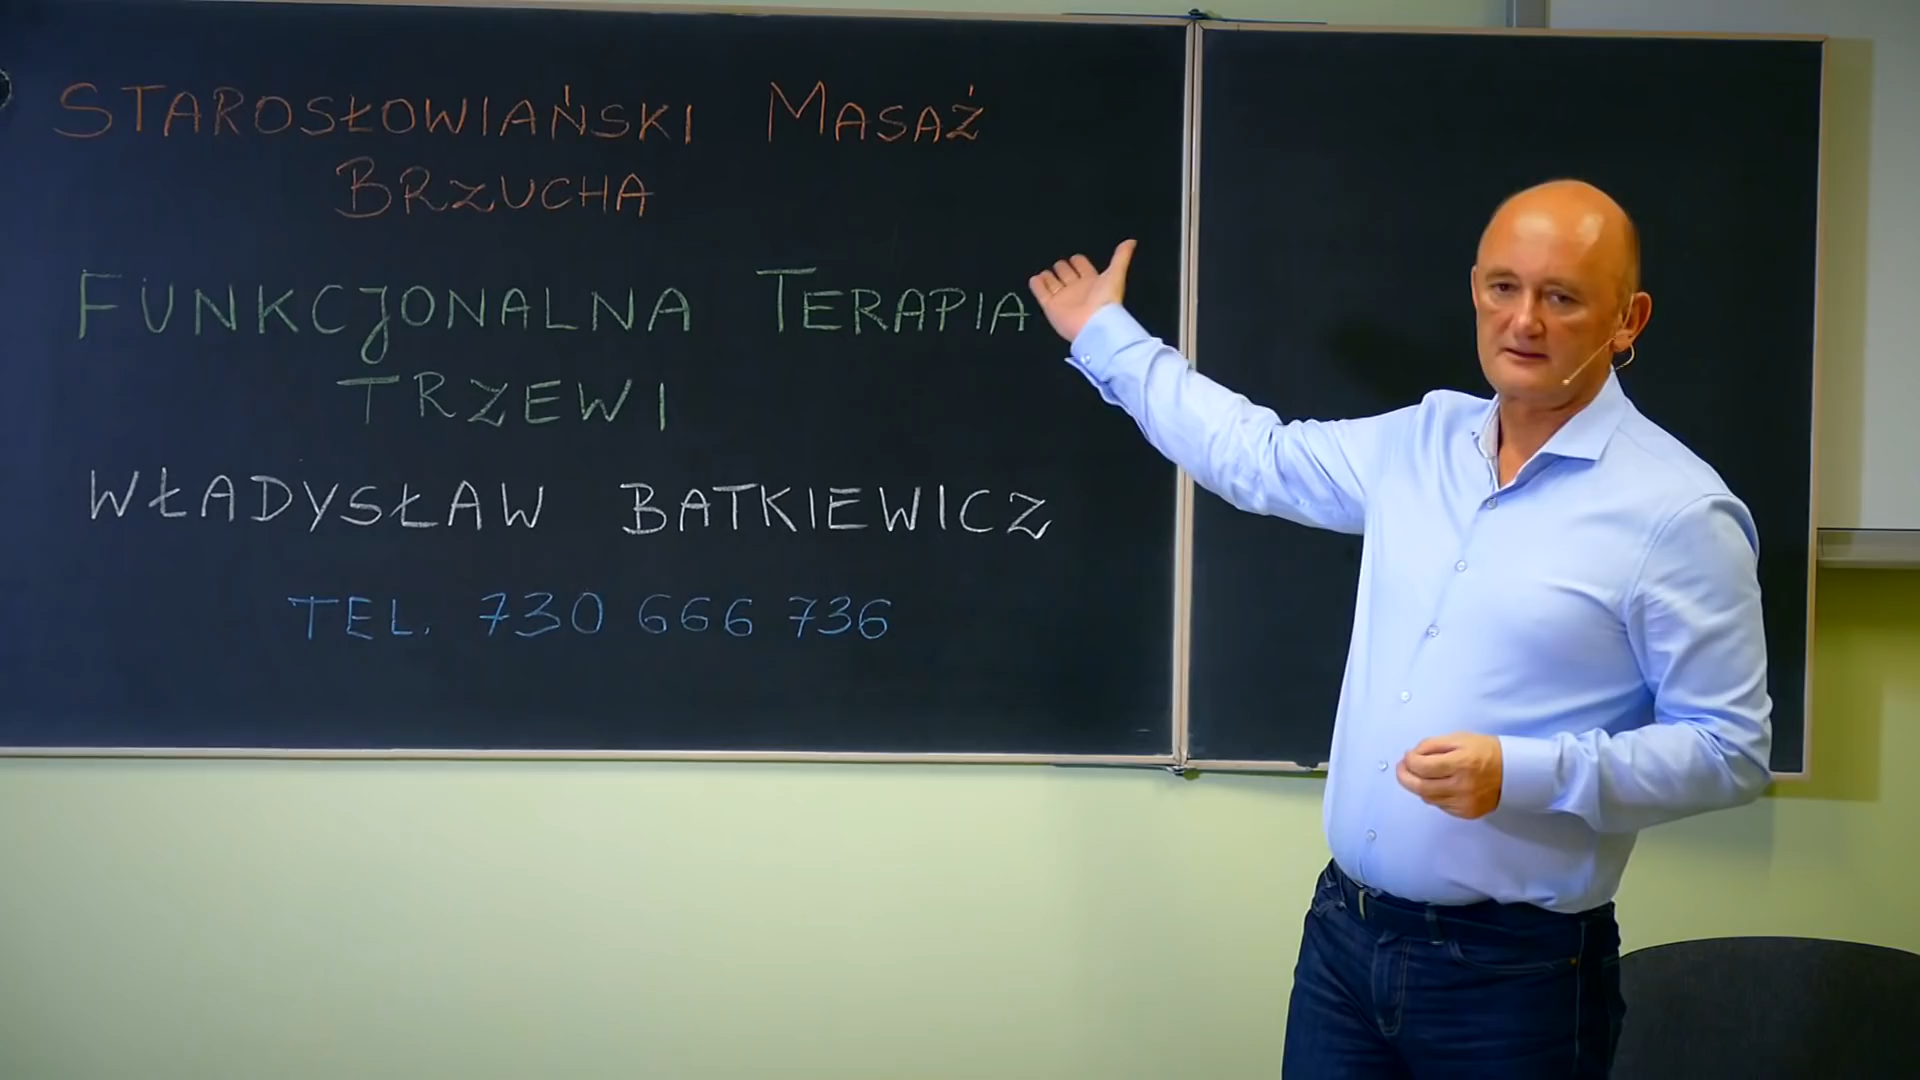 STAROSŁOWIAŃSKI MASAŻ
BRZUCHA
FUNKCJONALNA TERAPIA
TRZEWI
WŁADYSŁAW BATKIEWICZ
TEL. 730 666 736